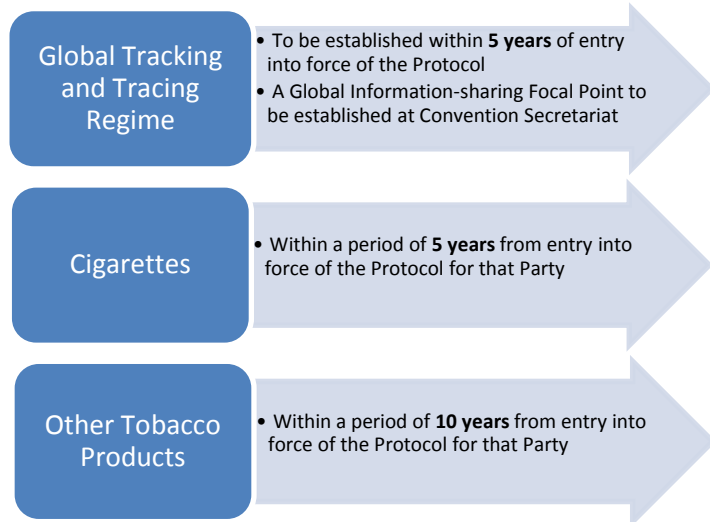 Global Tracking
and Tracing
Regime
• To be established within 5 years of entry
into force of the Protocol
• A Global Information-sharing Focal Point to
be established at Convention Secretariat
Cigarettes
• Within a period of 5 years from entry into
force of the Protocol for that Party
Other Tobacco
Products
• Within a period of 10 years from entry into
force of the Protocol for that Party